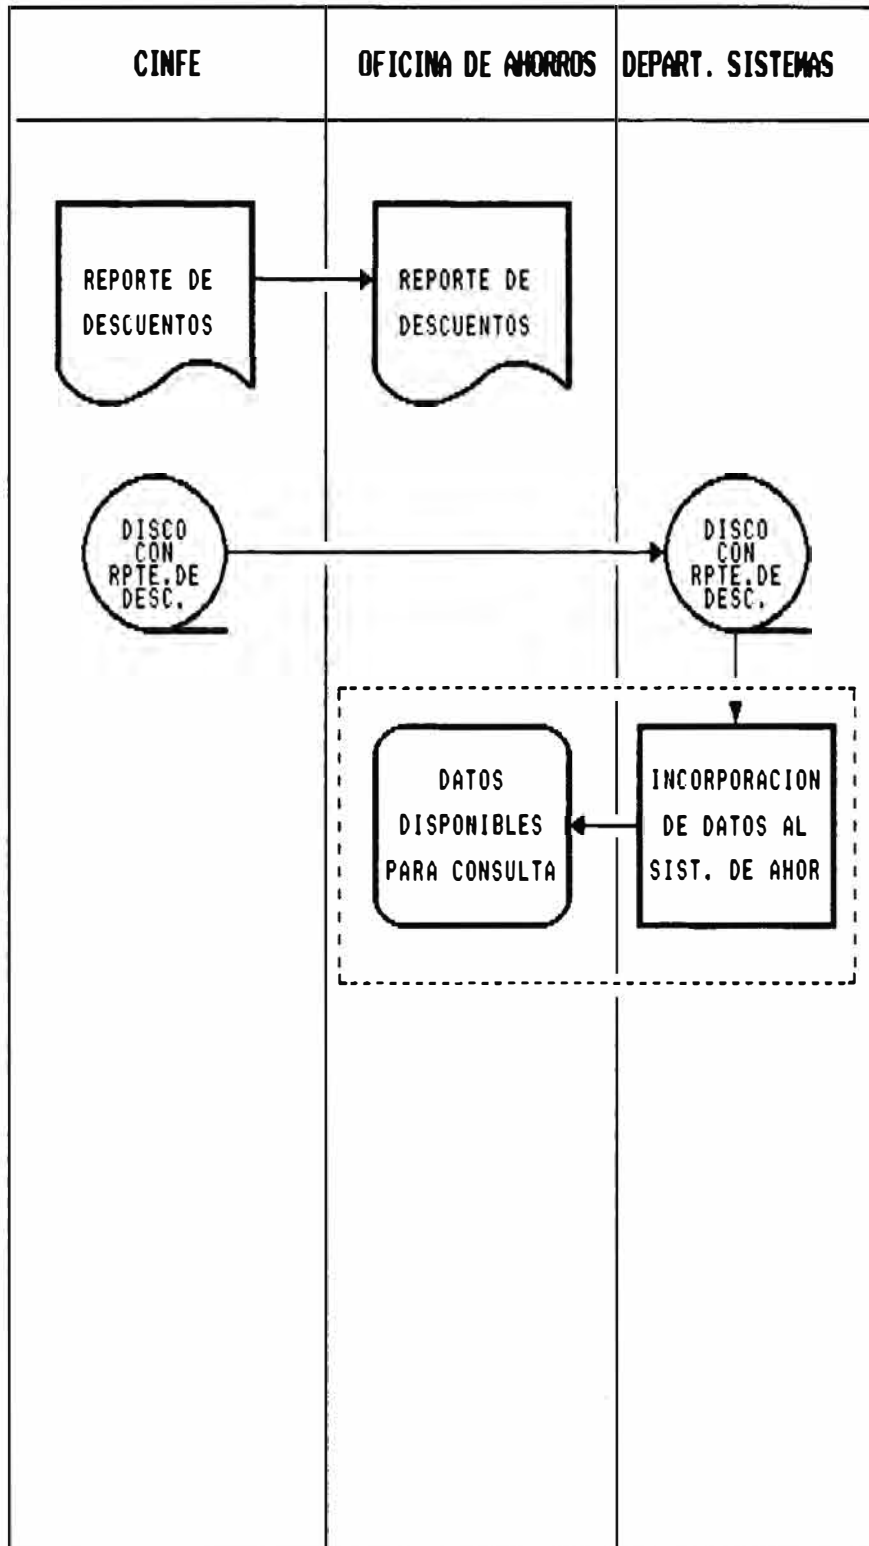 CINFE
OFICINA DE AHORROS
DEPART. SISTEMAS
REPORTE DE
DESCUENTOS
REPORTE DE
DESCUENTOS
DISCO
CON
RPTE.DE
DESC.
DISCO
CON
RPTE.DE
DESC.
DATOS
DISPONIBLES
PARA CONSULTA
INCORPORACION
DE DATOS AL
SIST. DE AHOR